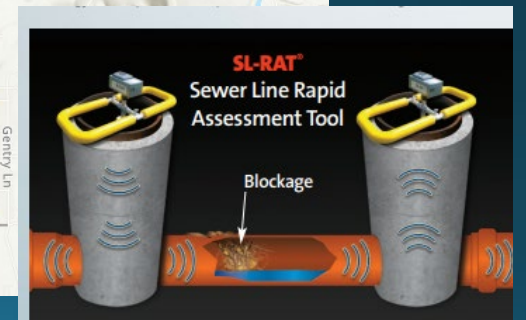 SL-RAT®
Sewer Line Rapid
Assessment Tool
Blockage
Gentry Ln